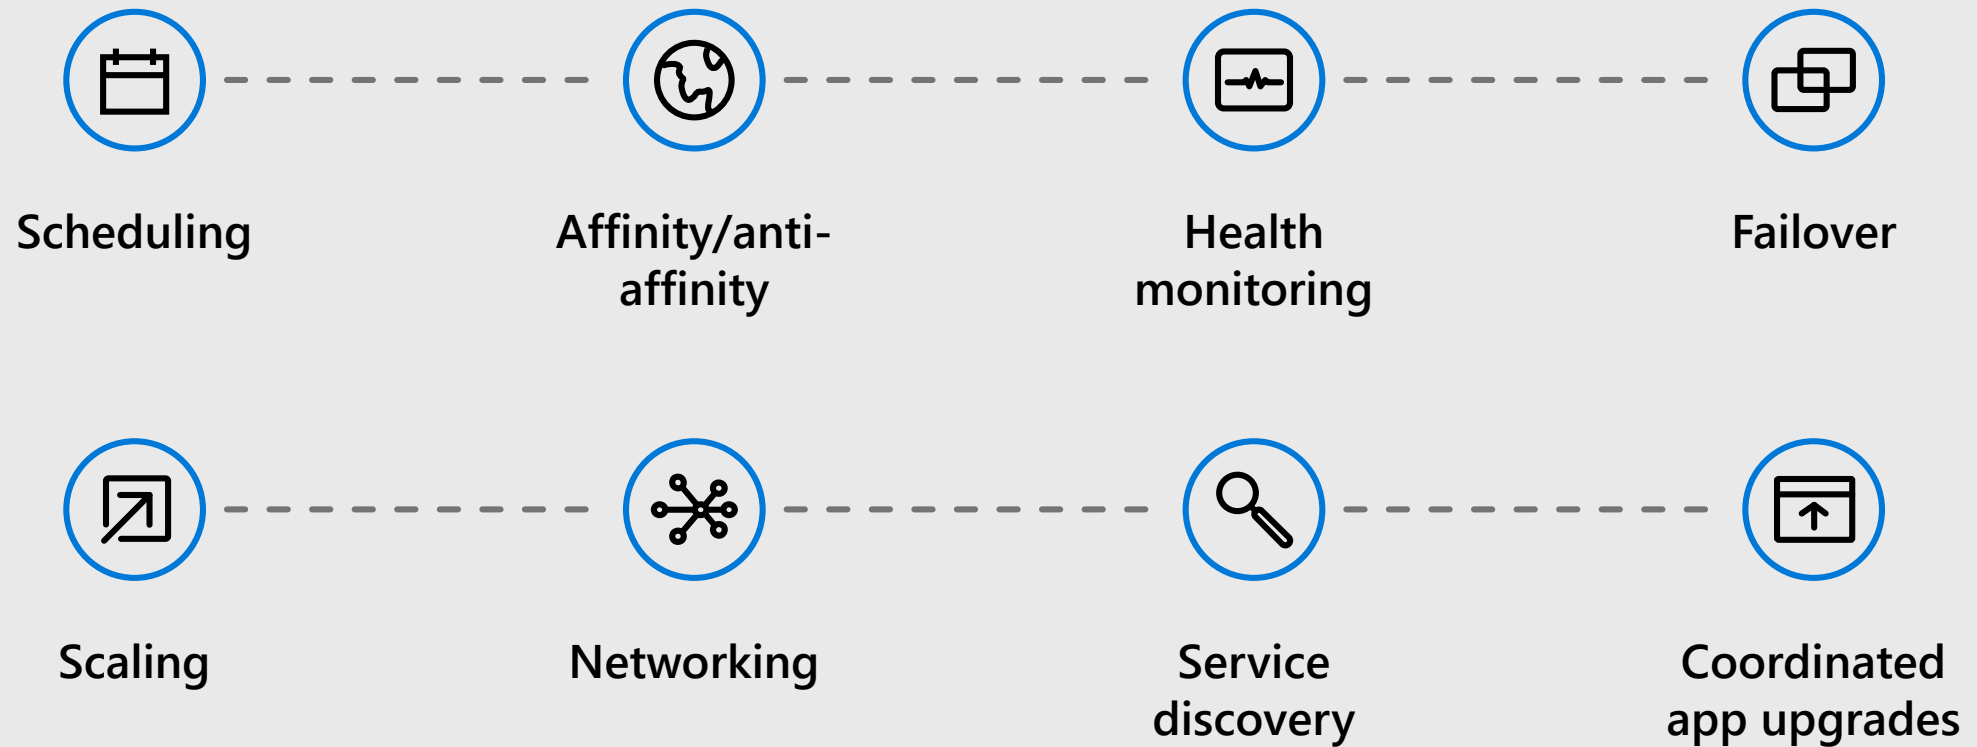 Scheduling
Affinity/anti-
affinity
Health
monitoring
Failover
Scaling
Networking
Service
discovery
Coordinated
app upgrades